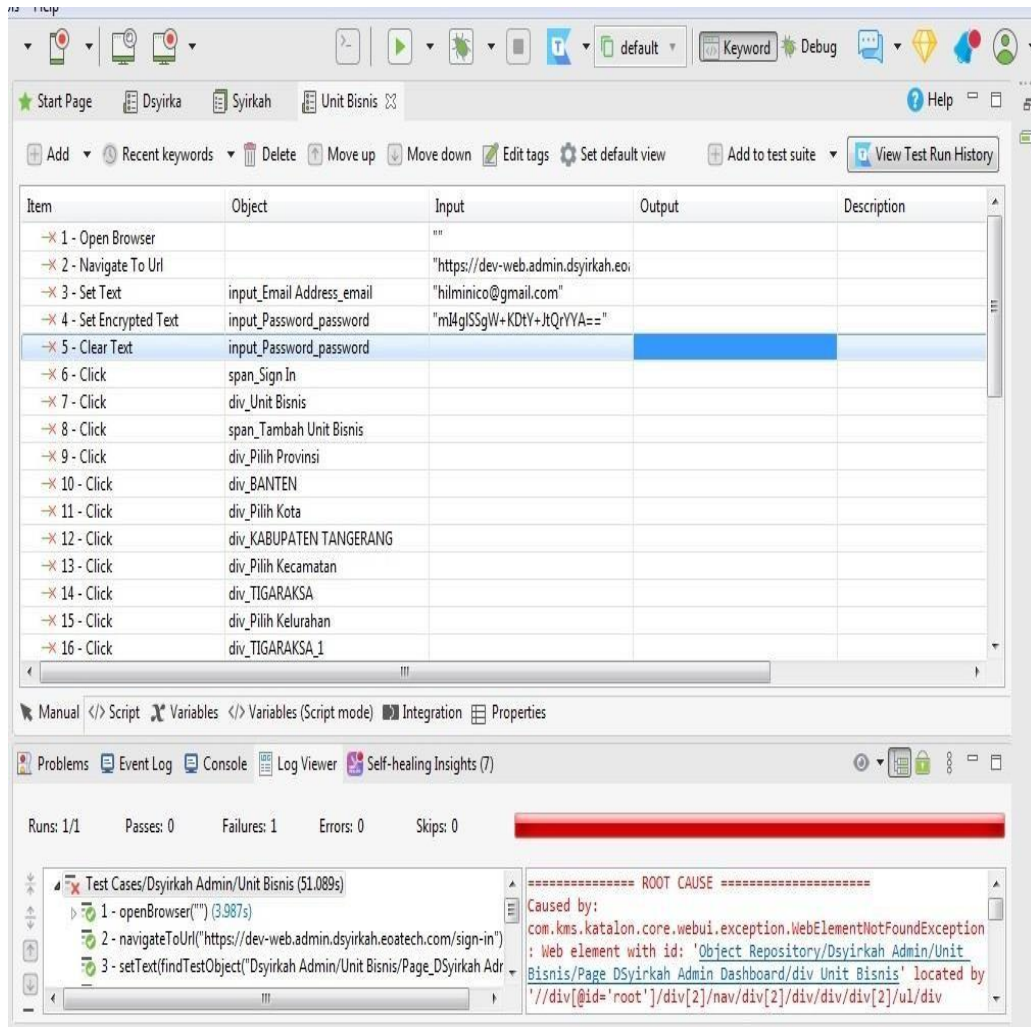 Help
default
Keyword
Debug
Start Page
Dsyirka
Syirkah
Unit Bisnis
Help
Add
Recent keywords
Delete
Move up
Move down
Edit tags
Set default view
Add to test suite
View Test Run History
Item Object Input Output Description
1 - Open Browser ""
2 - Navigate To Url "https://dev-web.admin.dsyirkah.eoa
3 - Set Text input_Email Address_email "hilminico@gmail.com"
4 - Set Encrypted Text input_Password_password
5 - Clear Text input_Password_password
6 - Click span_Sign In
7 - Click div_Unit Bisnis
8 - Click span_Tambah Unit Bisnis
9 - Click div_Pilih Provinsi
10 - Click div_BANTEN
11 - Click div_Pilih Kota
12 - Click div_KABUPATEN TANGERANG
13 - Click div_Pilih Kecamatan
14 - Click div_TIGARAKSA
15 - Click div_Pilih Kelurahan
16 - Click div_TIGARAKSA_1
Manual </> Script Variables </> Variables (Script mode) Integration Properties
Problems Event Log Console Log Viewer Self-healing Insights (7)
Runs: 1/1 Passes: 0 Failures: 1 Errors: 0 Skips: 0
Test Cases/Dsyirkah Admin/Unit Bisnis (51.089s)
1 - openBrowser("") (3.987s)
2 - navigateToUrl("https://dev-web.admin.dsyirkah.eoatech.com/sign-in")
3 - setText(findTestObject("Dsyirkah Admin/Unit Bisnis/Page_DSyirkah Adr
=============== ROOT CAUSE =====================
Caused by:
com.kms.katalon.core.webui.exception.WebElementNotFoundException
: Web element with id: 'Object Repository/Dsyirkah Admin/Unit
Bisnis/Page_DSyirkah Admin Dashboard/div_Unit Bisnis' located by
'//div[@id='root']/div[2]/nav/div[2]/div/div/div[2]/ul/div